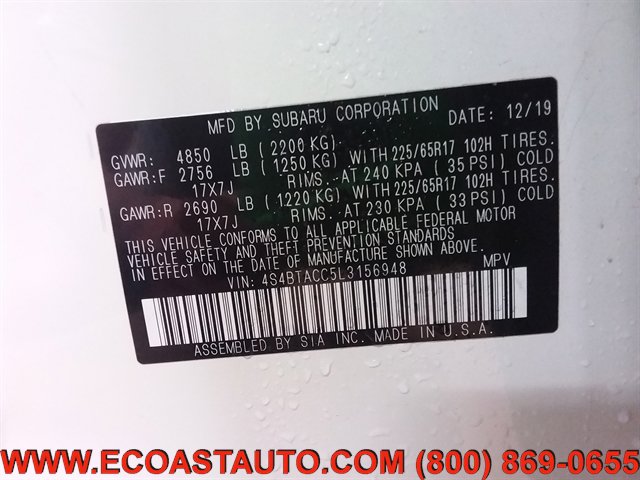 MFD BY SUBARU CORPORATION DATE: 12/19
GVWR: 4850 LB (2200 KG)
GAWR:F 2756 LB (1250 KG) WITH 225/65R17 102H TIRES.
17X7J RIMS. AT 240 KPA (35 PSI) COLD
GAWR:R 2690 LB (1220 KG) WITH 225/65R17 102H TIRES.
17X7J RIMS. AT 230 KPA (33 PSI) COLD
THIS VEHICLE CONFORMS TO ALL APPLICABLE FEDERAL MOTOR
VEHICLE SAFETY AND THEFT PREVENTION STANDARDS
IN EFFECT ON THE DATE OF MANUFACTURE SHOWN ABOVE.
VIN: 4S4BTACC5L3156948 MPV
ASSEMBLED BY SIA INC. MADE IN U.S.A.
WWW.ECOASTAUTO.COM (800) 869-0655